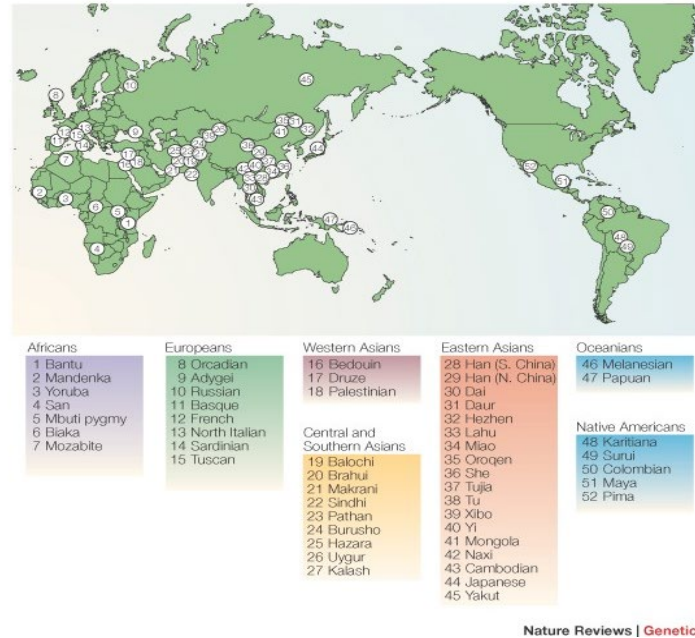 Africans
1 Bantu
2 Mandenka
3 Yoruba
4 San
5 Mbuti pygmy
6 Biaka
7 Mozabite
Europeans
8 Orcadian
9 Adygei
10 Russian
11 Basque
12 French
13 North Italian
14 Sardinian
15 Tuscan
Western Asians
16 Bedouin
17 Druze
18 Palestinian
Central and
Southern Asians
19 Balochi
20 Brahui
21 Makrani
22 Sindhi
23 Pathan
24 Burusho
25 Hazara
26 Uygur
27 Kalash
Eastern Asians
28 Han (S. China)
29 Han (N. China)
30 Dai
31 Daur
32 Hezhen
33 Lahu
34 Miao
35 Oroqen
36 She
37 Tujia
38 Tu
39 Xibo
40 Yi
41 Mongola
42 Naxi
43 Cambodian
44 Japanese
45 Yakut
Oceanians
46 Melanesian
47 Papuan
Native Americans
48 Karitiana
49 Surui
50 Colombian
51 Maya
52 Pima
Nature Reviews | Genetic